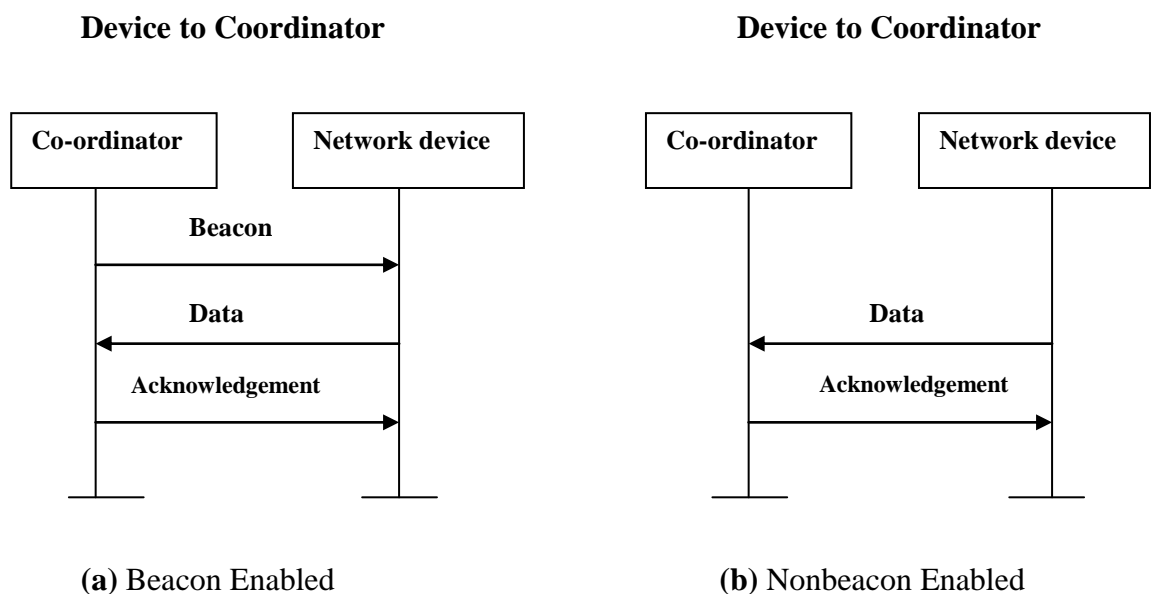 Device to Coordinator
Co-ordinator
Network device
Beacon
Data
Acknowledgement
(a) Beacon Enabled
Device to Coordinator
Co-ordinator
Network device
Data
Acknowledgement
(b) Nonbeacon Enabled